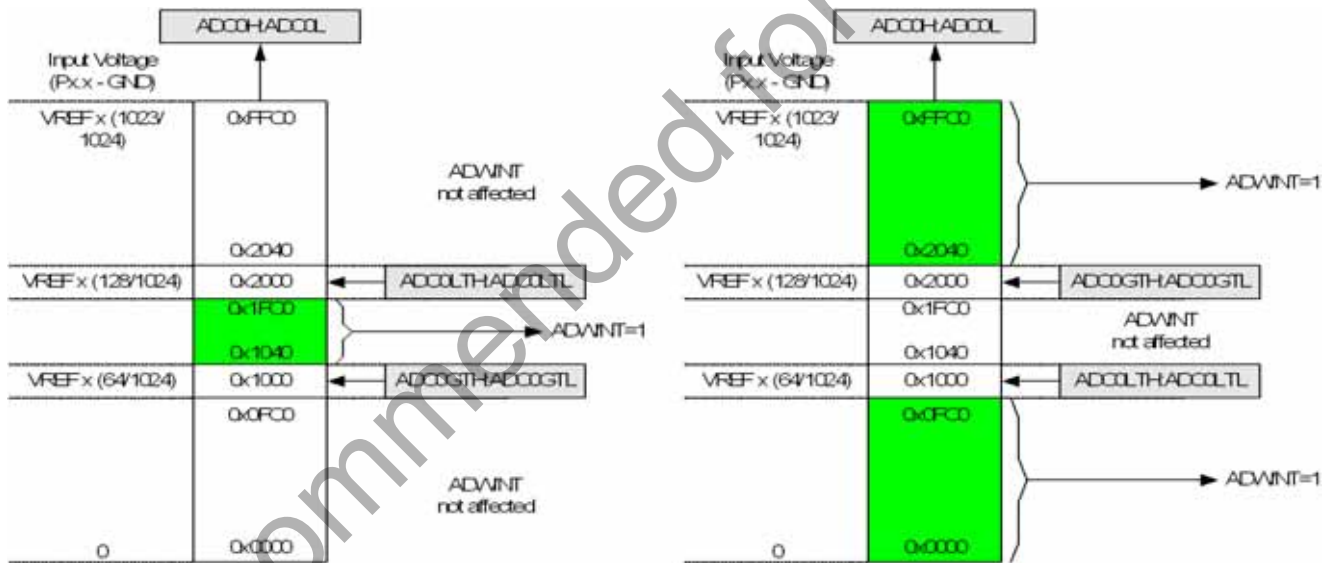 ADC0H:ADC0L
Input Voltage
(Px.x - GND)
VREF x (1023/
1024)
0xFFC0
ADWINT
not affected
0x2040
VREF x (128/1024)
0x2000
ADC0LTH:ADC0LTL
0x1FC0
ADWINT=1
0x1040
VREF x (64/1024)
0x1000
ADC0GTH:ADC0GTL
0x0FC0
ADWINT
not affected
0
0x0000
ADC0H:ADC0L
Input Voltage
(Px.x - GND)
VREF x (1023/
1024)
0xFFC0
ADWINT=1
0x2040
VREF x (128/1024)
0x2000
ADC0GTH:ADC0GTL
0x1FC0
ADWINT
not affected
0x1040
VREF x (64/1024)
0x1000
ADC0LTH:ADC0LTL
0x0FC0
ADWINT=1
0
0x0000
ommended for